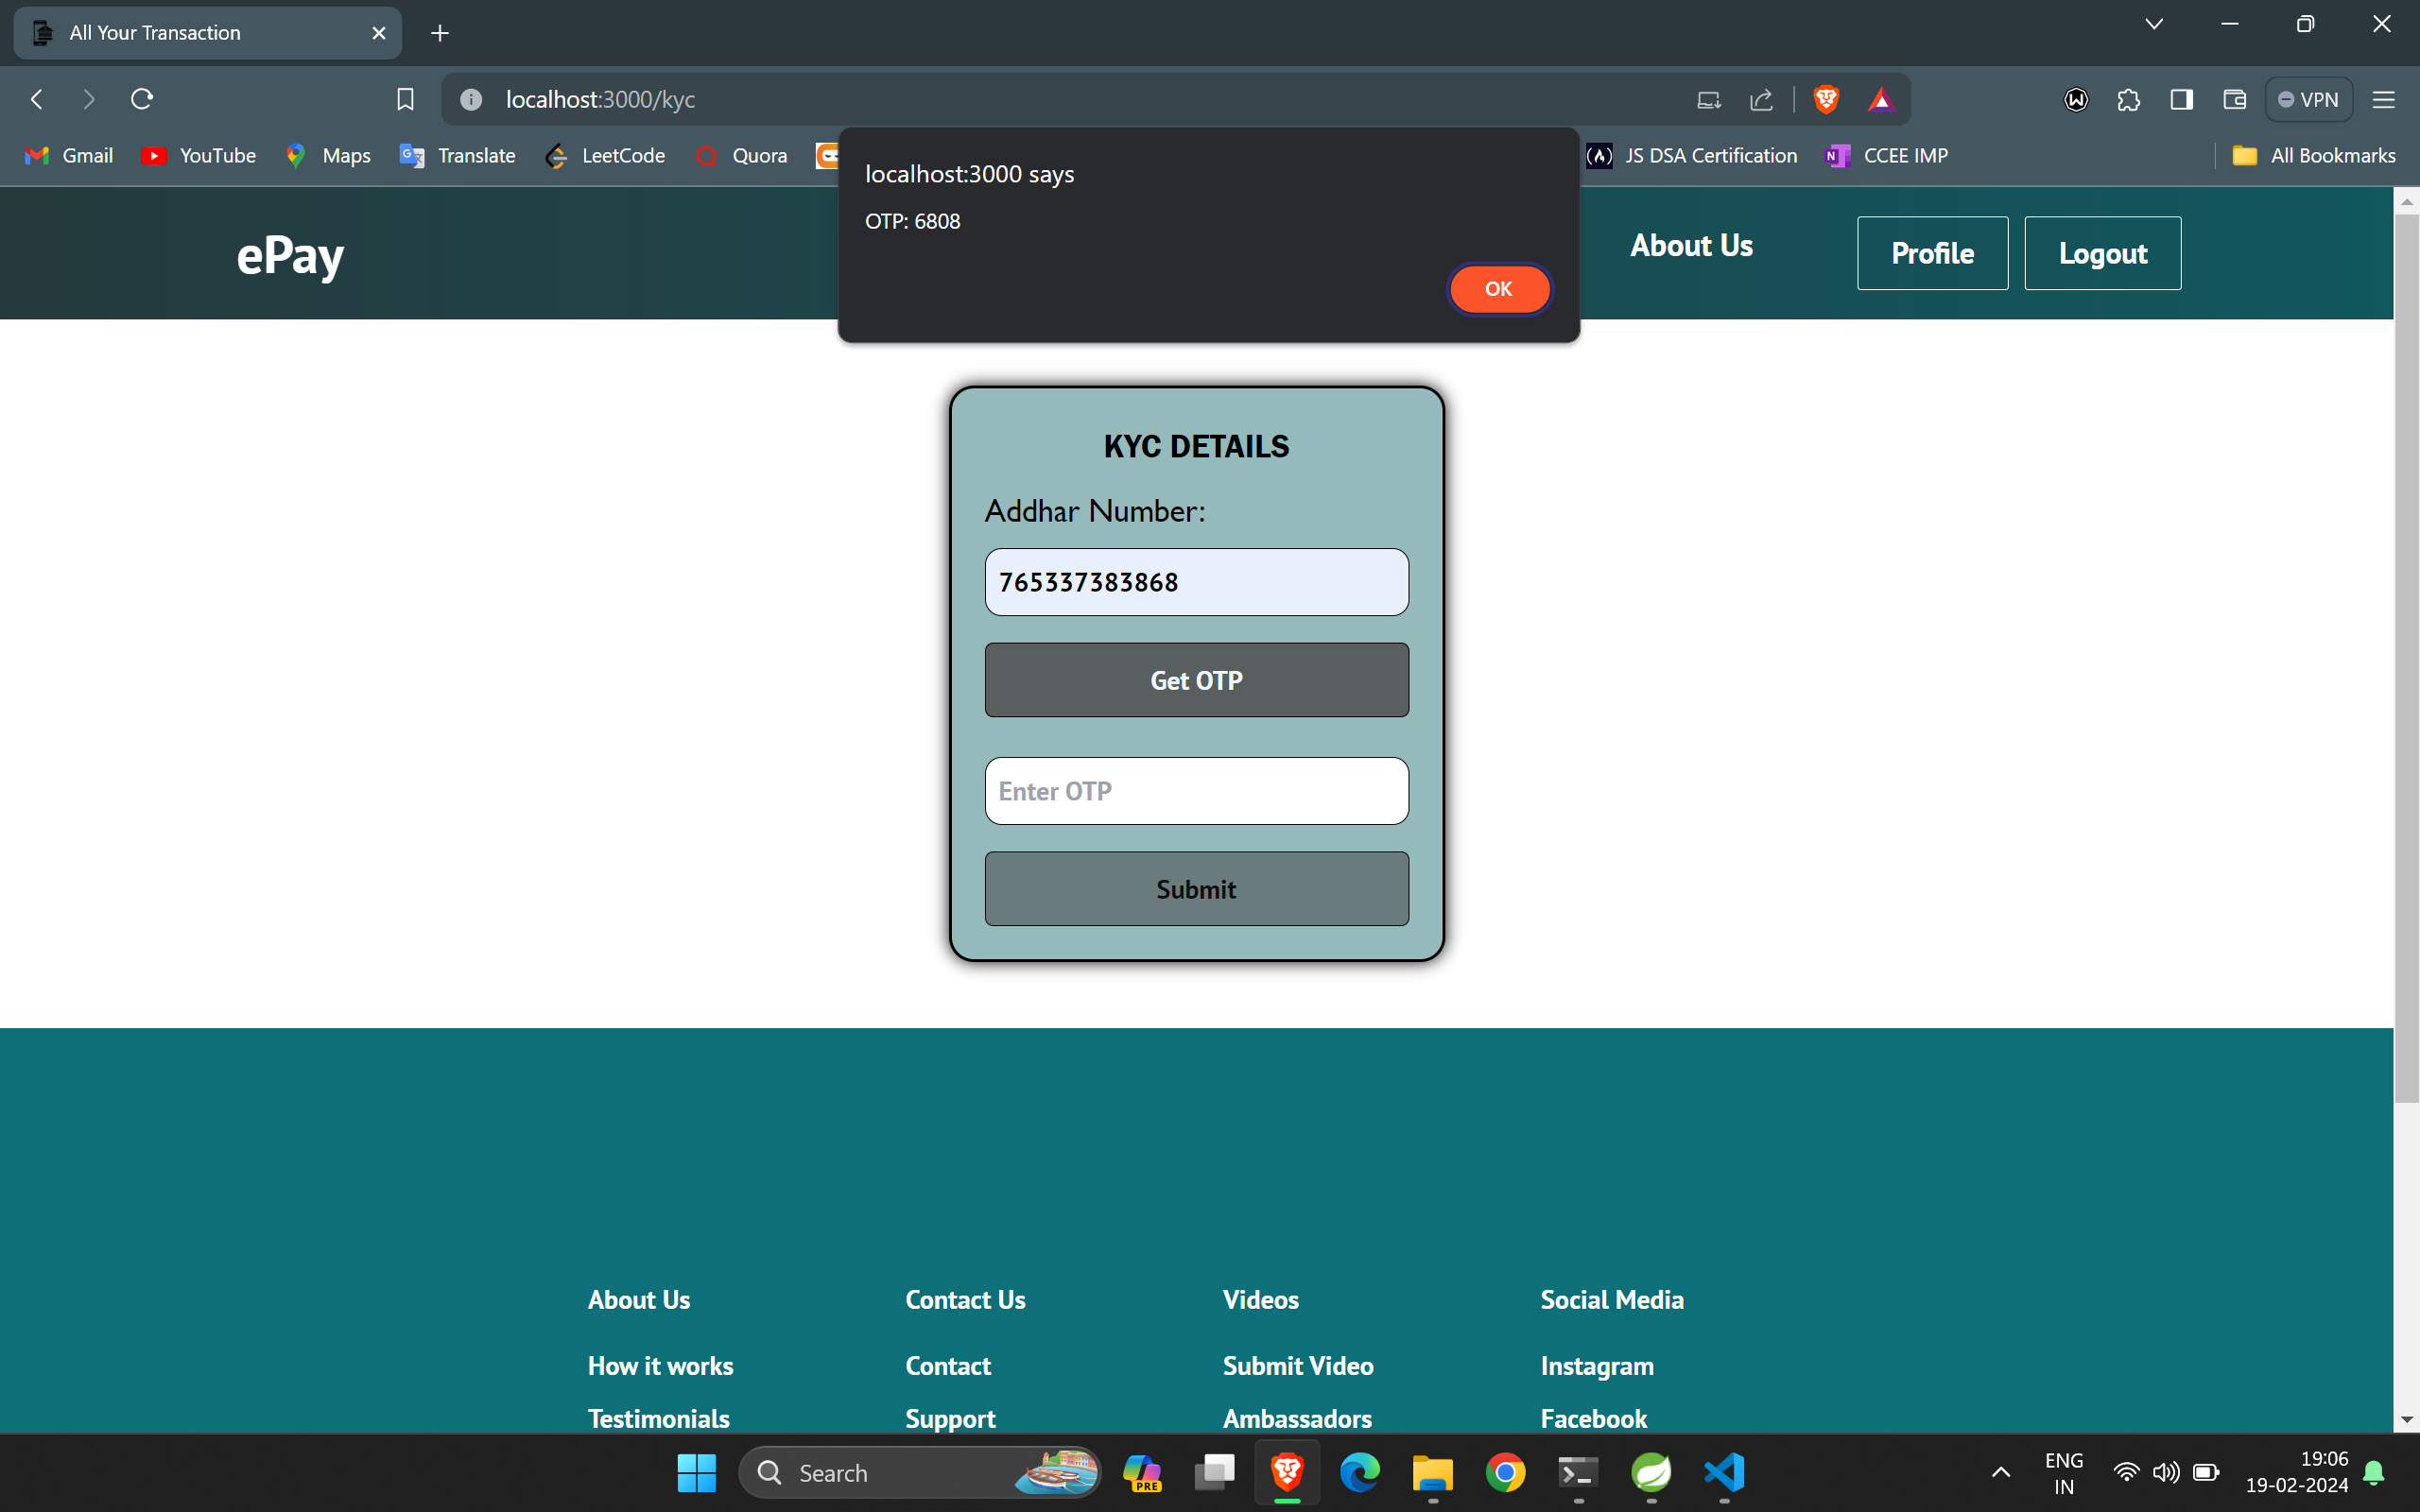 All Your Transaction
localhost:3000/kyc
VPN
Gmail
YouTube
Maps
Translate
LeetCode
Quora
JS DSA Certification
CCEE IMP
All Bookmarks
localhost:3000 says
OTP: 6808
OK
ePay
About Us
Profile
Logout
KYC DETAILS
Addhar Number:
765337383868
Get OTP
Enter OTP
Submit
About Us
Contact Us
Videos
Social Media
How it works
Contact
Submit Video
Instagram
Testimonials
Support
Ambassadors
Facebook
Search
PRE
ENG
IN
19:06
19-02-2024